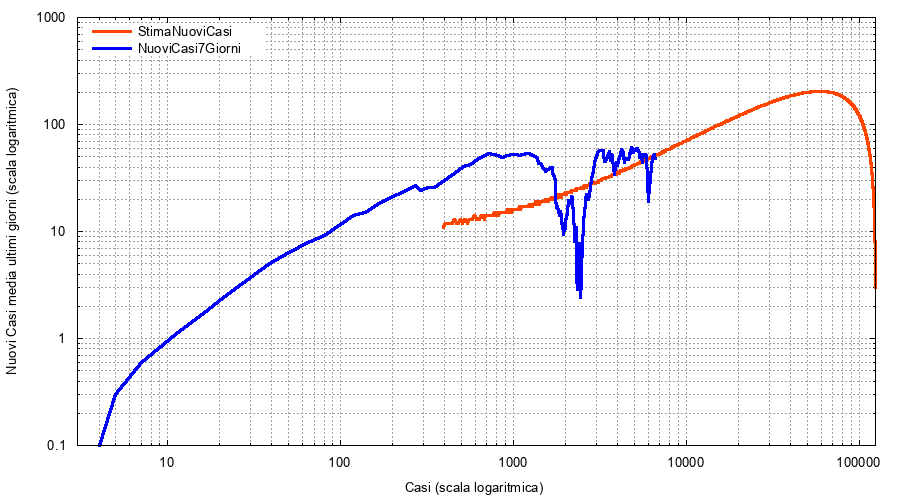 1000
StimaNuoviCasi
NuoviCasi7Giorni
100
10
1
0.1
Nuovi Casi media ultimi giorni (scala logaritmica)
10
100
1000
10000
100000
Casi (scala logaritmica)